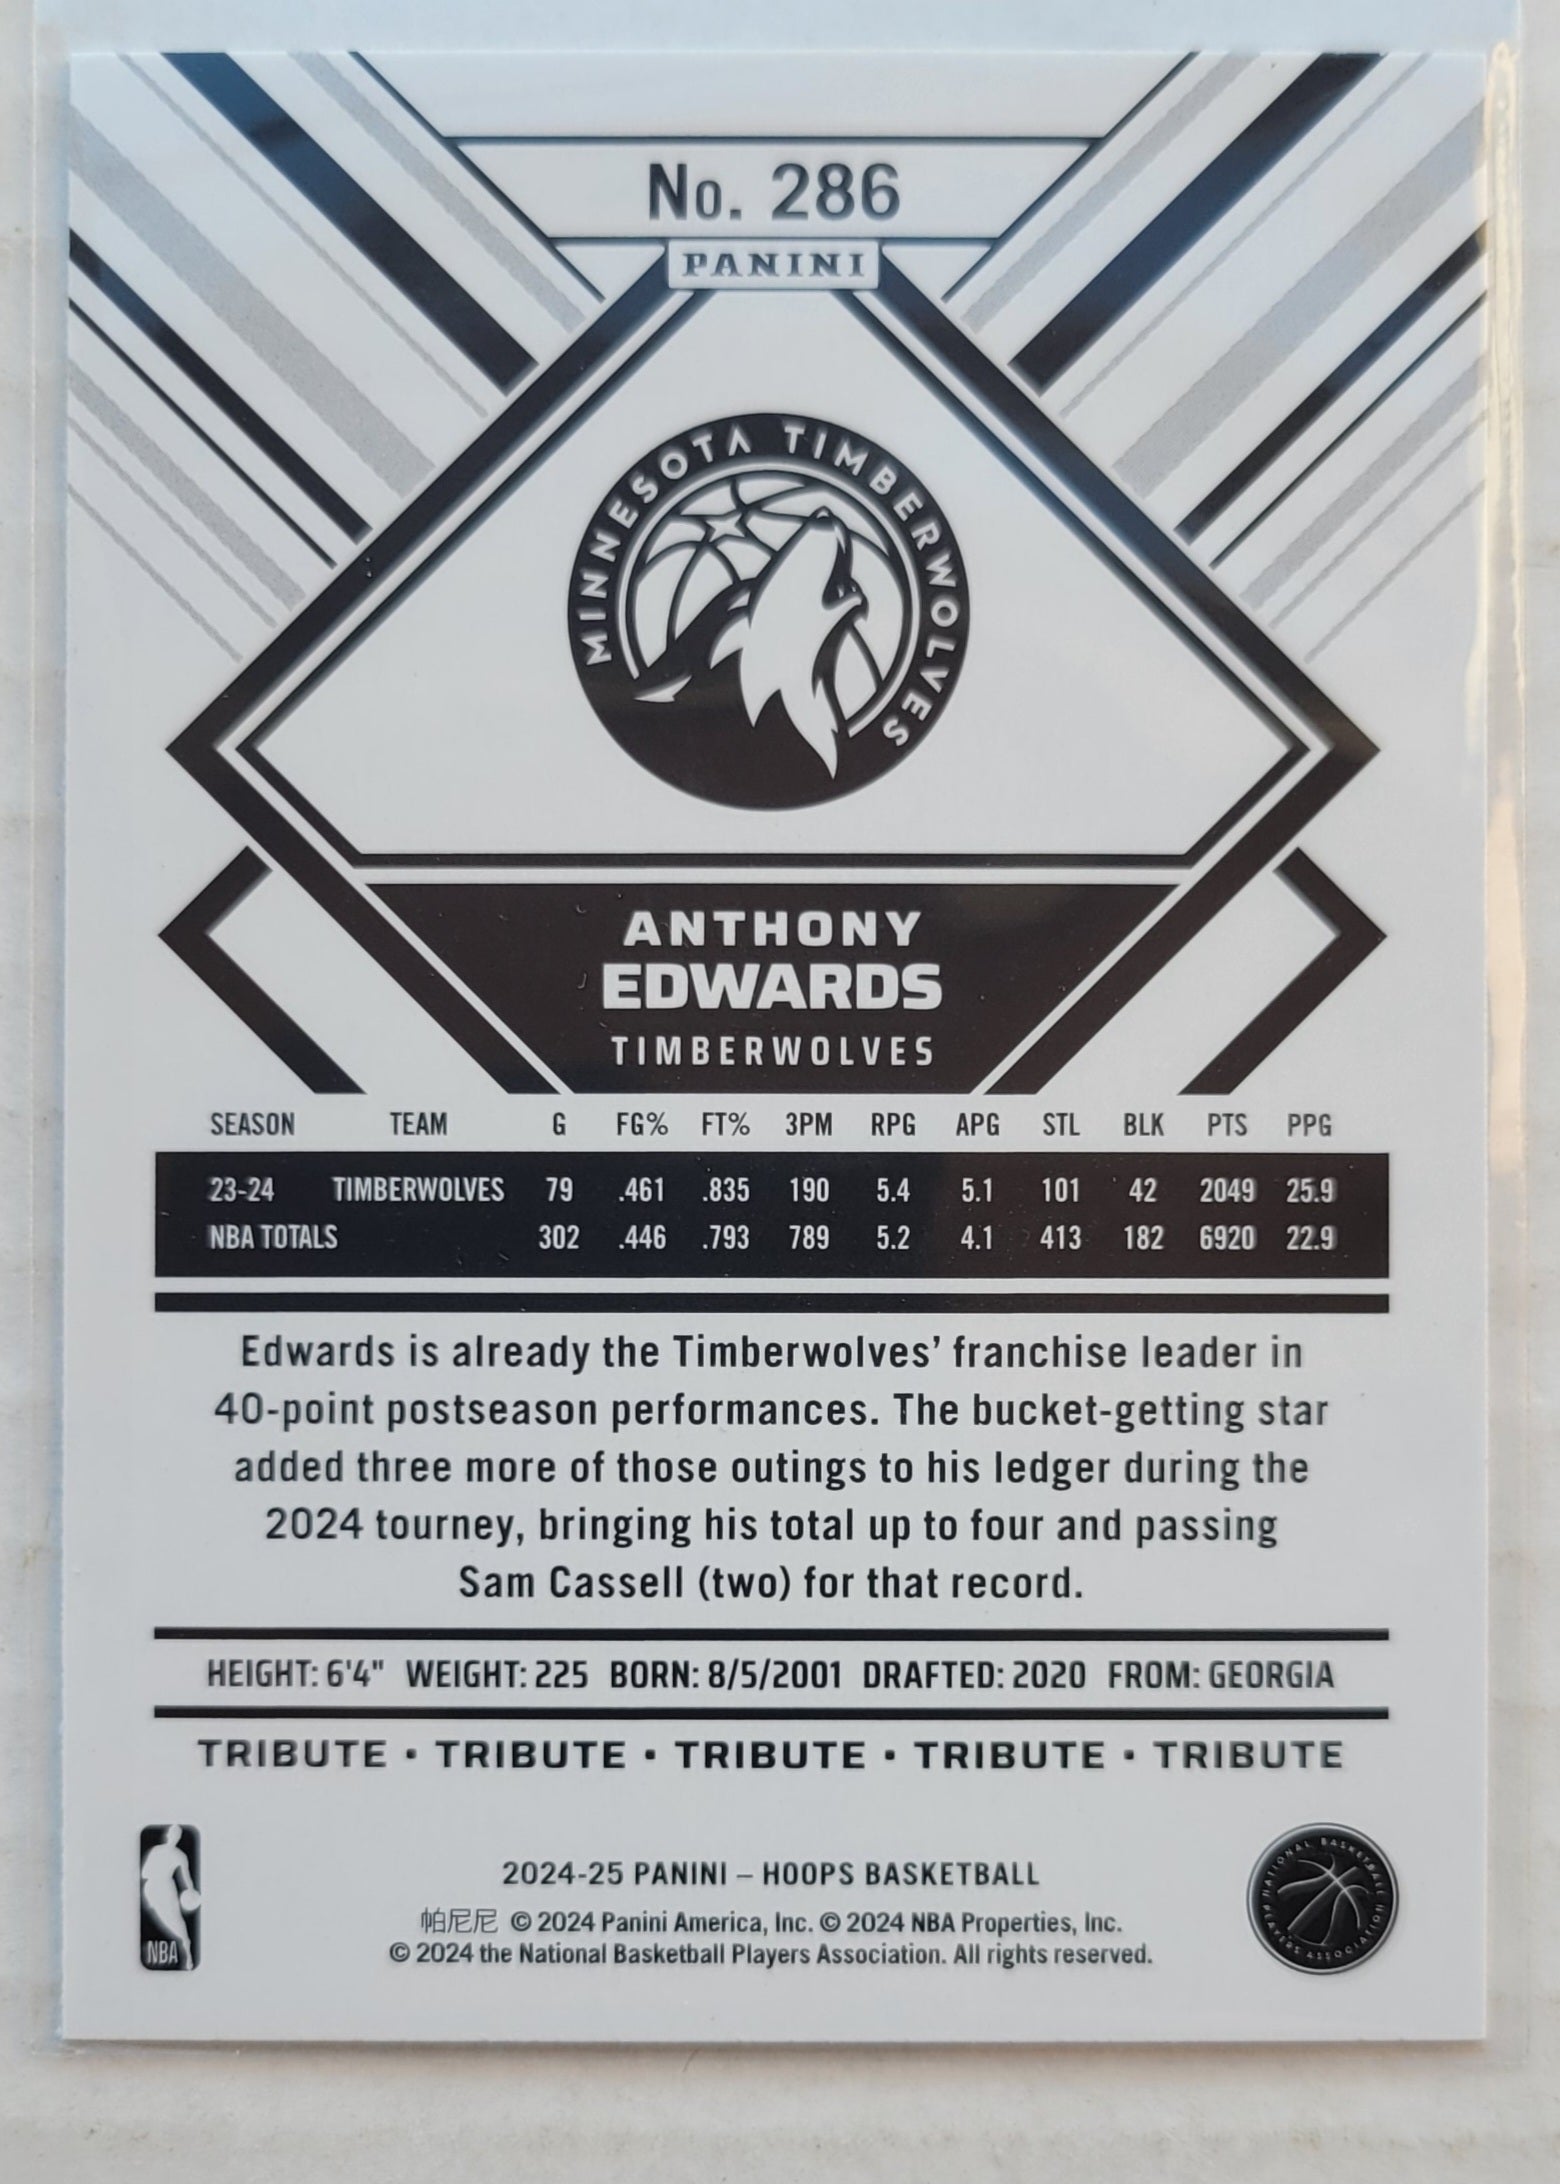 No. 286
PANINI
MINNESOTA TIMBERWOLVES
ANTHONY
EDWARDS
TIMBERWOLVES
SEASON TEAM G FG% FT% 3PM RPG APG STL BLK PTS PPG
23-24 TIMBERWOLVES 79 .461 .835 190 5.4 5.1 101 42 2049 25.9
NBA TOTALS 302 .446 .793 789 5.2 4.1 413 182 6920 22.9
Edwards is already the Timberwolves’ franchise leader in
40-point postseason performances. The bucket-getting star
added three more of those outings to his ledger during the
2024 tourney, bringing his total up to four and passing
Sam Cassell (two) for that record.
HEIGHT: 6'4" WEIGHT: 225 BORN: 8/5/2001 DRAFTED: 2020 FROM: GEORGIA
TRIBUTE · TRIBUTE · TRIBUTE · TRIBUTE · TRIBUTE
NBA
2024-25 PANINI – HOOPS BASKETBALL
帕尼尼 © 2024 Panini America, Inc. © 2024 NBA Properties, Inc.
© 2024 the National Basketball Players Association. All rights reserved.
NATIONAL BASKETBALL PLAYERS ASSOCIATION